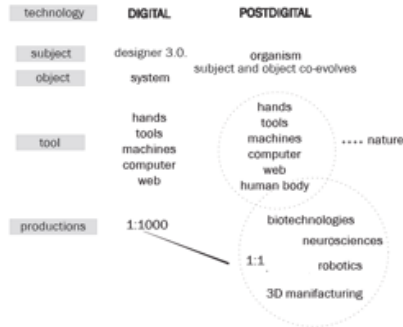 technology DIGITAL POSTDIGITAL
subject designer 3.0. organism
subject and object co-evolves
object system
hands
tools
machines
computer
web
human body
.... nature
tool
hands
tools
machines
computer
web
productions 1:1000
biotechnologies
neurosciences
1:1
robotics
3D manifacturing